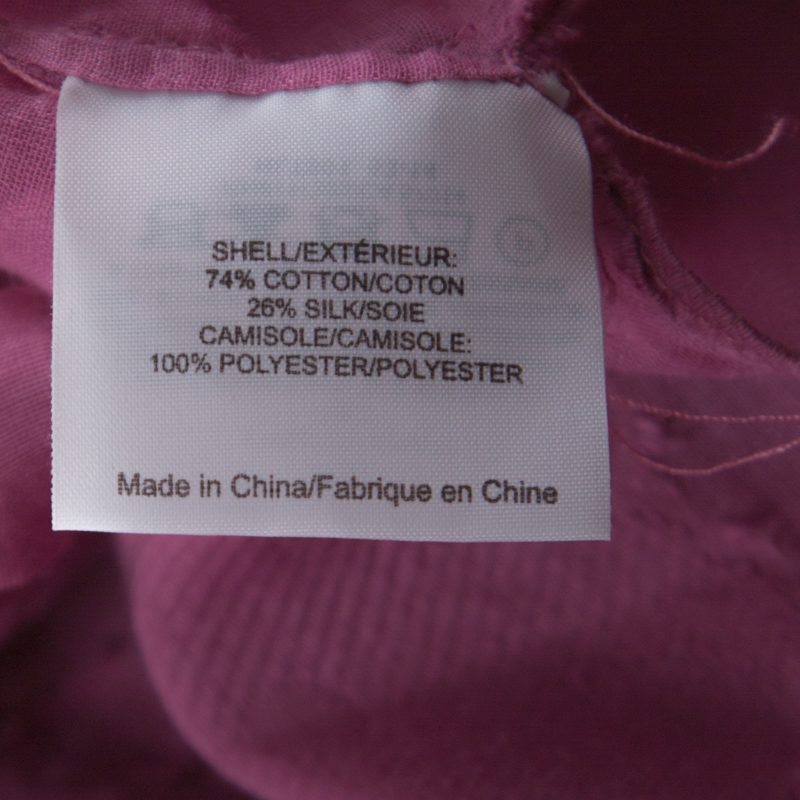 SHELL/EXTÉRIEUR:
74% COTTON/COTON
26% SILK/SOIE
CAMISOLE/CAMISOLE:
100% POLYESTER/POLYESTER
Made in China/Fabrique en Chine